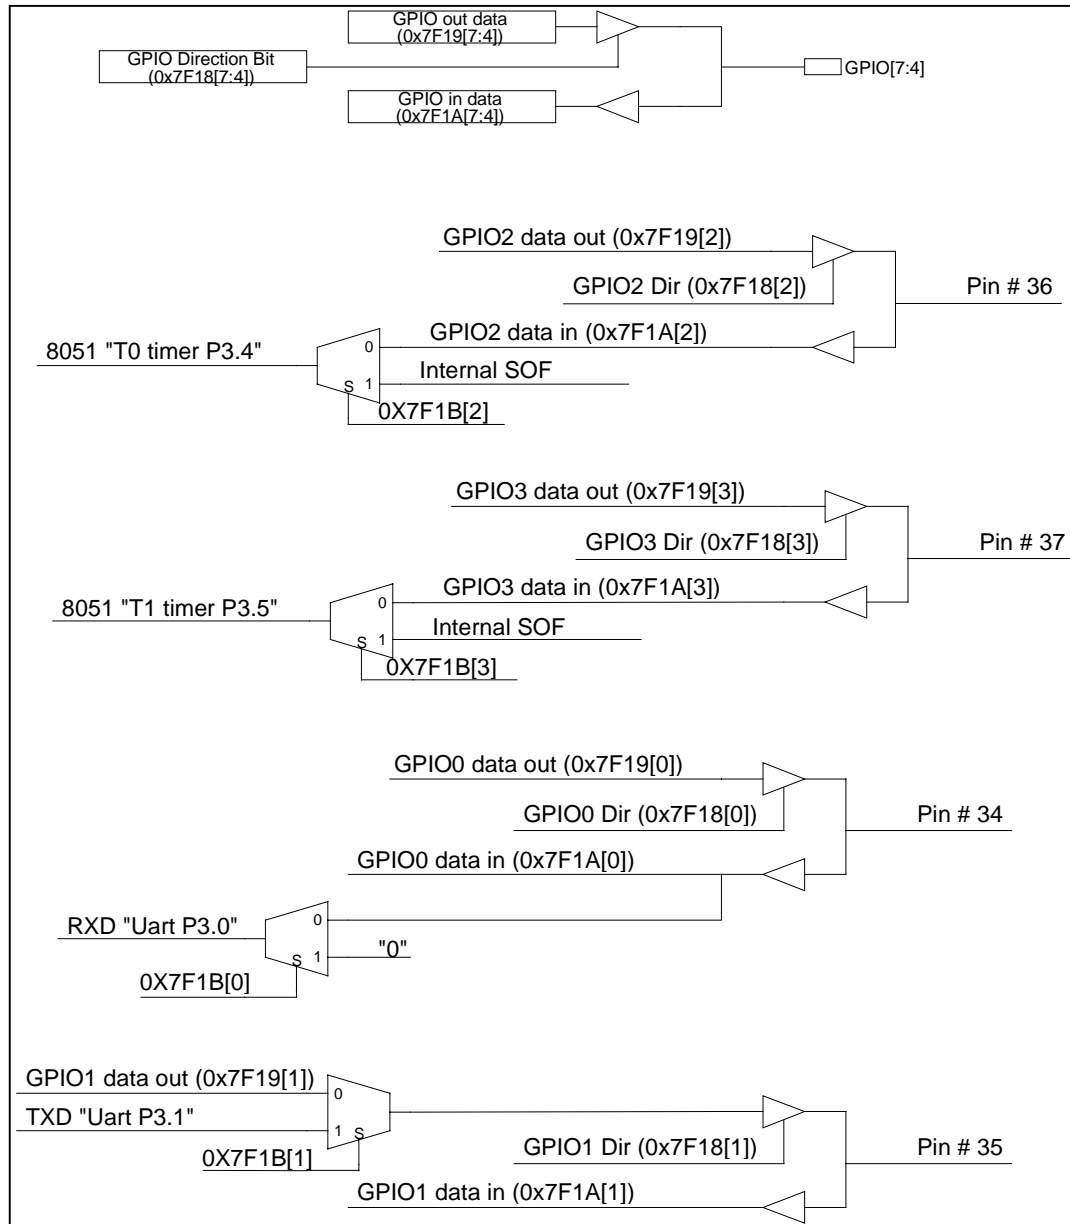 GPIO out data
(0x7F19[7:4])
GPIO Direction Bit
(0x7F18[7:4])
GPIO[7:4]
GPIO in data
(0x7F1A[7:4])
GPIO2 data out (0x7F19[2])
GPIO2 Dir (0x7F18[2])
Pin # 36
GPIO2 data in (0x7F1A[2])
8051 "T0 timer P3.4"
0
Internal SOF
S 1
0X7F1B[2]
GPIO3 data out (0x7F19[3])
GPIO3 Dir (0x7F18[3])
Pin # 37
GPIO3 data in (0x7F1A[3])
8051 "T1 timer P3.5"
0
Internal SOF
S 1
0X7F1B[3]
GPIO0 data out (0x7F19[0])
GPIO0 Dir (0x7F18[0])
Pin # 34
GPIO0 data in (0x7F1A[0])
RXD "Uart P3.0"
0
S 1
"0"
0X7F1B[0]
GPIO1 data out (0x7F19[1])
0
TXD "Uart P3.1"
1 S
0X7F1B[1]
GPIO1 Dir (0x7F18[1])
Pin # 35
GPIO1 data in (0x7F1A[1])